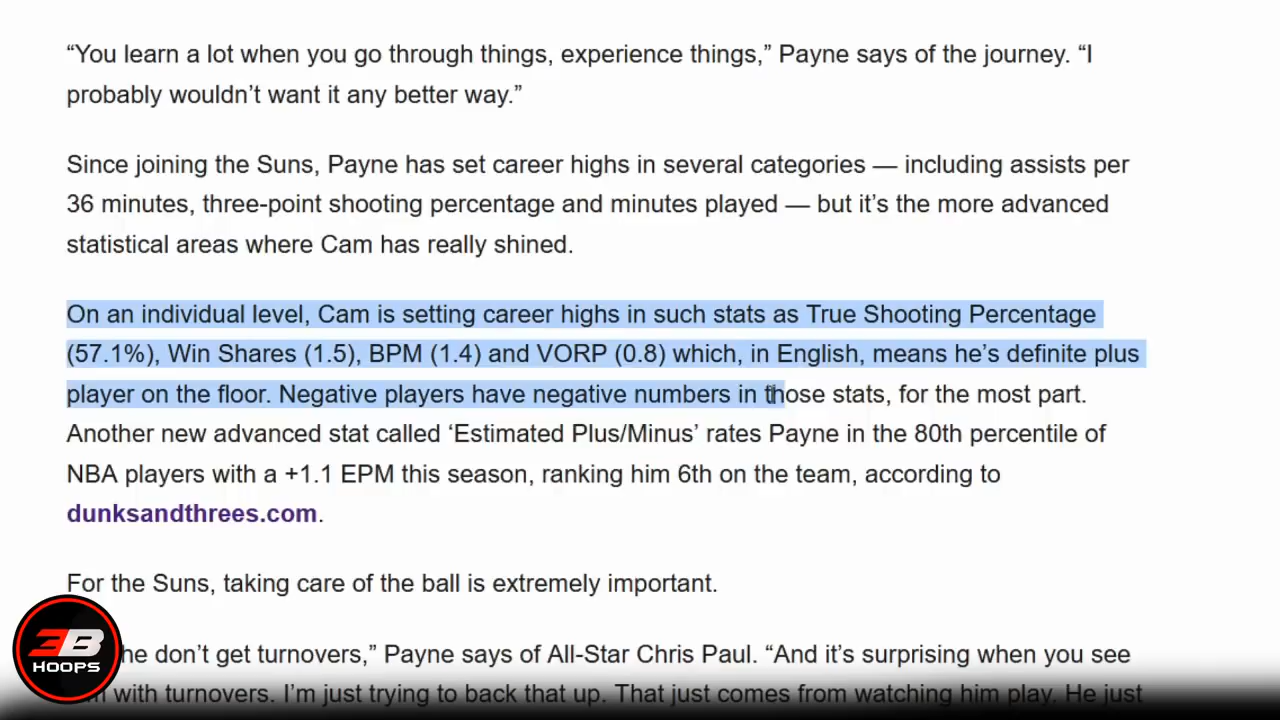 “You learn a lot when you go through things, experience things,” Payne says of the journey. “I
probably wouldn’t want it any better way.”
Since joining the Suns, Payne has set career highs in several categories — including assists per
36 minutes, three-point shooting percentage and minutes played — but it’s the more advanced
statistical areas where Cam has really shined.
On an individual level, Cam is setting career highs in such stats as True Shooting Percentage
(57.1%), Win Shares (1.5), BPM (1.4) and VORP (0.8) which, in English, means he’s definite plus
player on the floor. Negative players have negative numbers in those stats, for the most part.
Another new advanced stat called ‘Estimated Plus/Minus’ rates Payne in the 80th percentile of
NBA players with a +1.1 EPM this season, ranking him 6th on the team, according to
dunksandthrees.com.
For the Suns, taking care of the ball is extremely important.
he don’t get turnovers,” Payne says of All-Star Chris Paul. “And it’s surprising when you see
with turnovers. I’m just trying to back that up. That just comes from watching him play. He just
3B
HOOPS